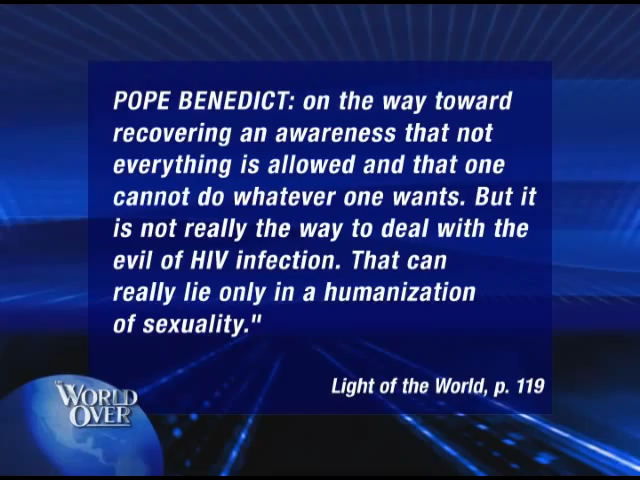 POPE BENEDICT: on the way toward
recovering an awareness that not
everything is allowed and that one
cannot do whatever one wants. But it
is not really the way to deal with the
evil of HIV infection. That can
really lie only in a humanization
of sexuality."
Light of the World, p. 119
THE
WORLD
OVER